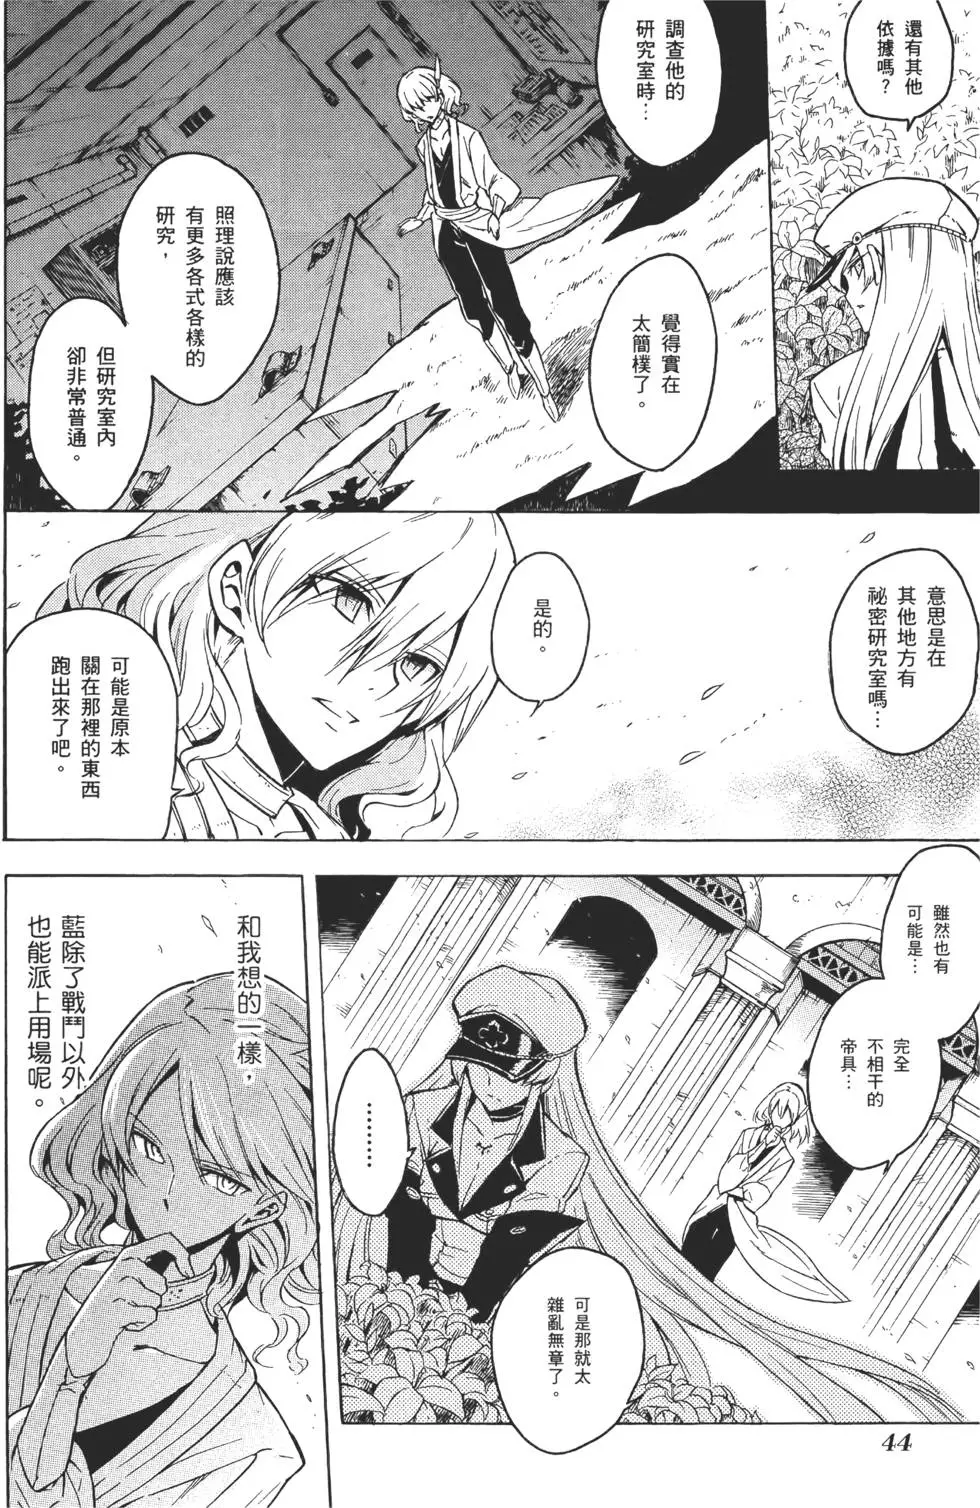 還有其他
依據嗎？
調查他的
研究室時…
覺得實在
太簡樸了。
照理說應該
有更多各式各樣的
研究，
但研究室內
卻非常普通。
意思是在
其他地方有
祕密研究室嗎…
是的。
可能是原本
關在那裡的東西
跑出來了吧。
雖然也有
可能是…
完全
不相干的
帝具…
………
可是那就太
雜亂無章了。
和我想的一樣，
藍除了戰鬥以外
也能派上用場呢。
44